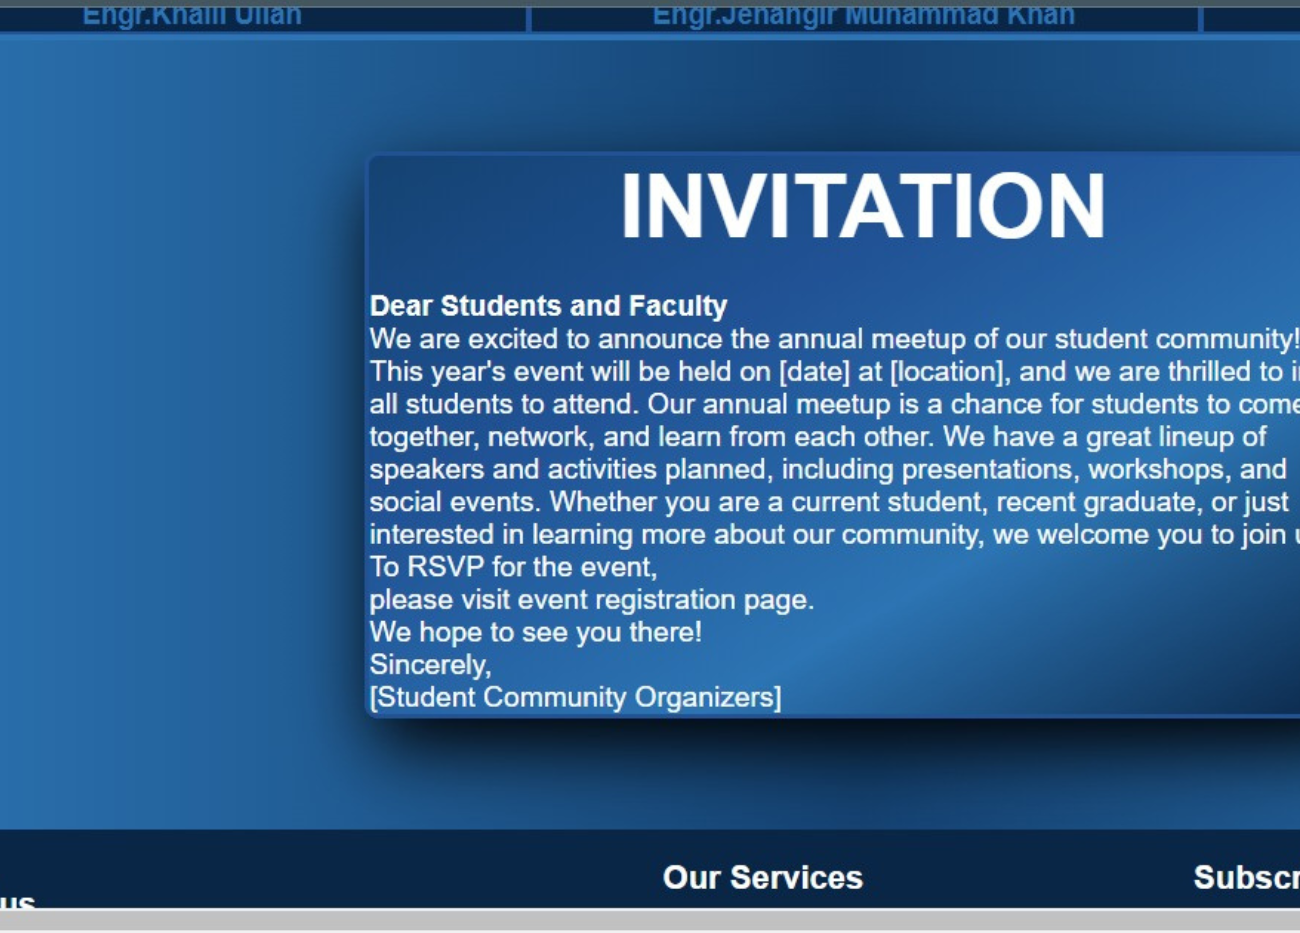 Engr.Khalil Ullah
Engr.Jehangir Muhammad Khan
INVITATION
Dear Students and Faculty
We are excited to announce the annual meetup of our student community!
This year's event will be held on [date] at [location], and we are thrilled to
all students to attend. Our annual meetup is a chance for students to come
together, network, and learn from each other. We have a great lineup of
speakers and activities planned, including presentations, workshops, and
social events. Whether you are a current student, recent graduate, or just
interested in learning more about our community, we welcome you to join
To RSVP for the event,
please visit event registration page.
We hope to see you there!
Sincerely,
[Student Community Organizers]
Our Services
Subscr
us